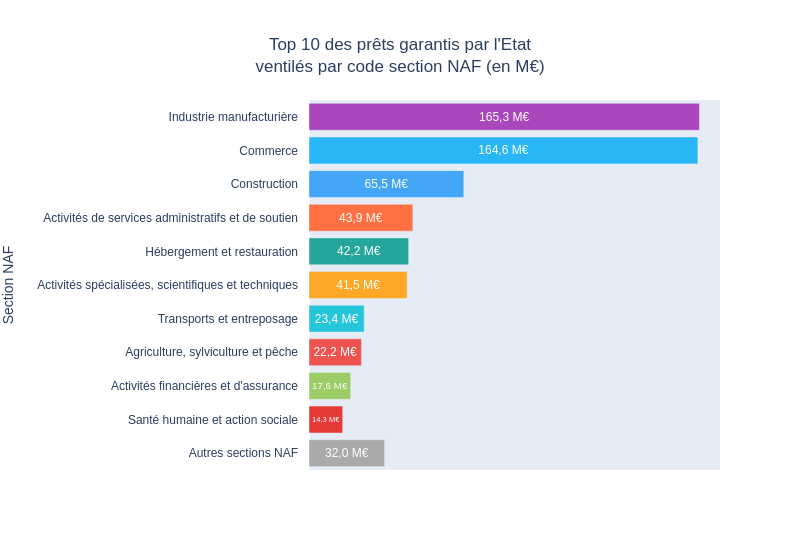 Top 10 des prêts garantis par l'Etat
ventilés par code section NAF (en M€)
Section NAF
Industrie manufacturière 165,3 M€
Commerce 164,6 M€
Construction 65,5 M€
Activités de services administratifs et de soutien 43,9 M€
Hébergement et restauration 42,2 M€
Activités spécialisées, scientifiques et techniques 41,5 M€
Transports et entreposage 23,4 M€
Agriculture, sylviculture et pêche 22,2 M€
Activités financières et d'assurance 17,6 M€
Santé humaine et action sociale 14,3 M€
Autres sections NAF 32,0 M€